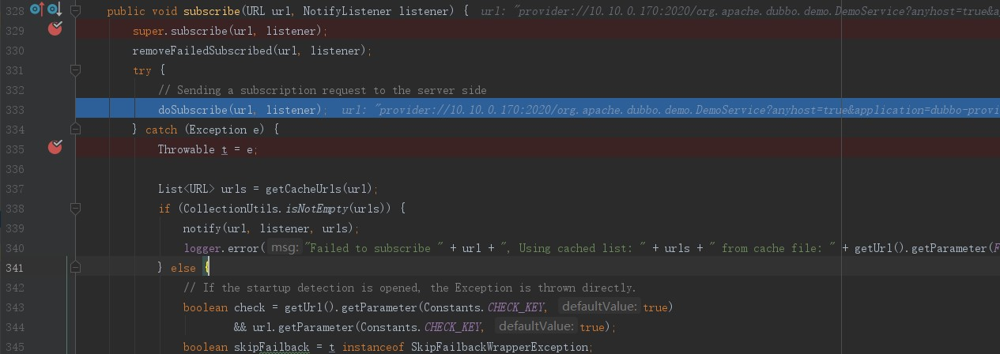 328 public void subscribe(URL url, NotifyListener listener) { url: "provider://10.10.0.170:2020/org.apache.dubbo.demo.DemoService?anyhost=true&a
329 super.subscribe(url, listener);
330 removeFailedSubscribed(url, listener);
331 try {
332 // Sending a subscription request to the server side
333 doSubscribe(url, listener); url: "provider://10.10.0.170:2020/org.apache.dubbo.demo.DemoService?anyhost=true&application=dubbo-provi
334 } catch (Exception e) {
335 Throwable t = e;
336
337 List<URL> urls = getCacheUrls(url);
338 if (CollectionUtils.isNotEmpty(urls)) {
339 notify(url, listener, urls);
340 logger.error( msg: "Failed to subscribe " + url + ", Using cached list: " + urls + " from cache file: " + getUrl().getParameter(F
341 } else {
342 // If the startup detection is opened, the Exception is thrown directly.
343 boolean check = getUrl().getParameter(Constants.CHECK_KEY, defaultValue: true)
344 && url.getParameter(Constants.CHECK_KEY, defaultValue: true);
345 boolean skipFailback = t instanceof SkipFailbackWrapperException;